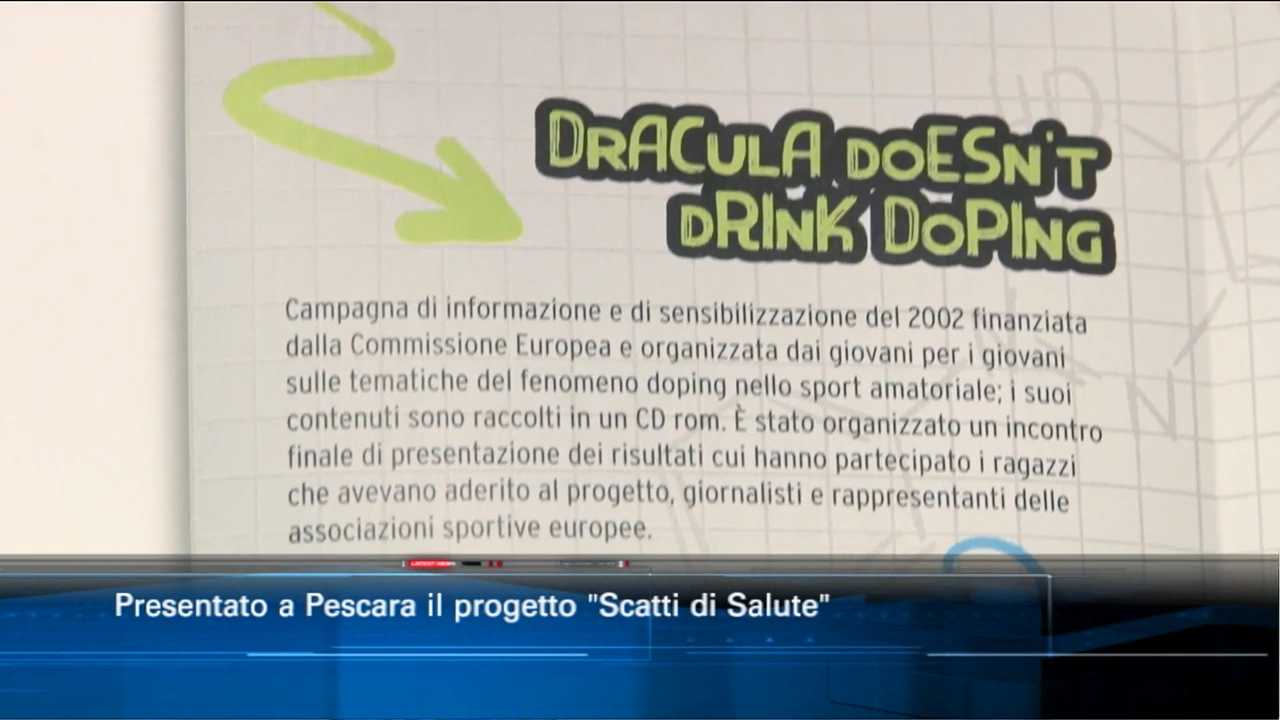 DRACULA DOESN'T
DRINK DOPING
Campagna di informazione e di sensibilizzazione del 2002 finanziata
dalla Commissione Europea e organizzata dai giovani per i giovani
sulle tematiche del fenomeno doping nello sport amatoriale; i suoi
contenuti sono raccolti in un CD rom. È stato organizzato un incontro
finale di presentazione dei risultati cui hanno partecipato i ragazzi
che avevano aderito al progetto, giornalisti e rappresentanti delle
associazioni sportive europee.
LATEST NEWS
Presentato a Pescara il progetto "Scatti di Salute"